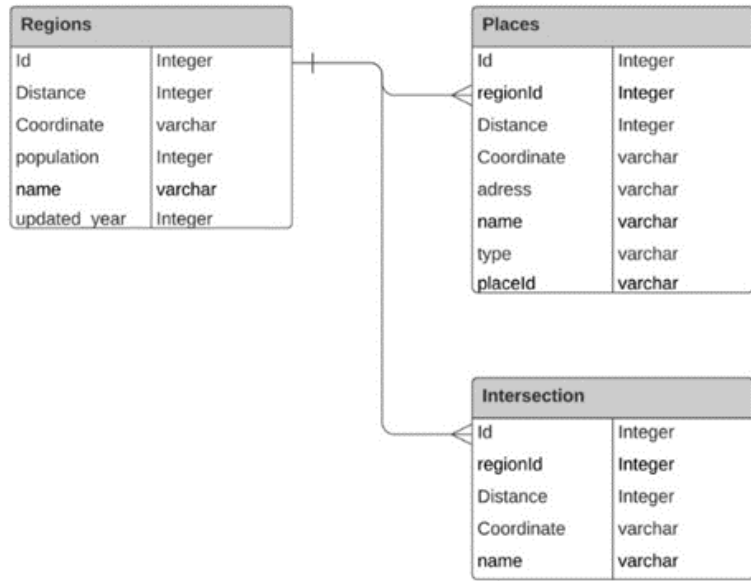 Regions
Id Integer
Distance Integer
Coordinate varchar
population Integer
name varchar
updated_year Integer
Places
Id Integer
regionId Integer
Distance Integer
Coordinate varchar
adress varchar
name varchar
type varchar
placeId varchar
Intersection
Id Integer
regionId Integer
Distance Integer
Coordinate varchar
name varchar